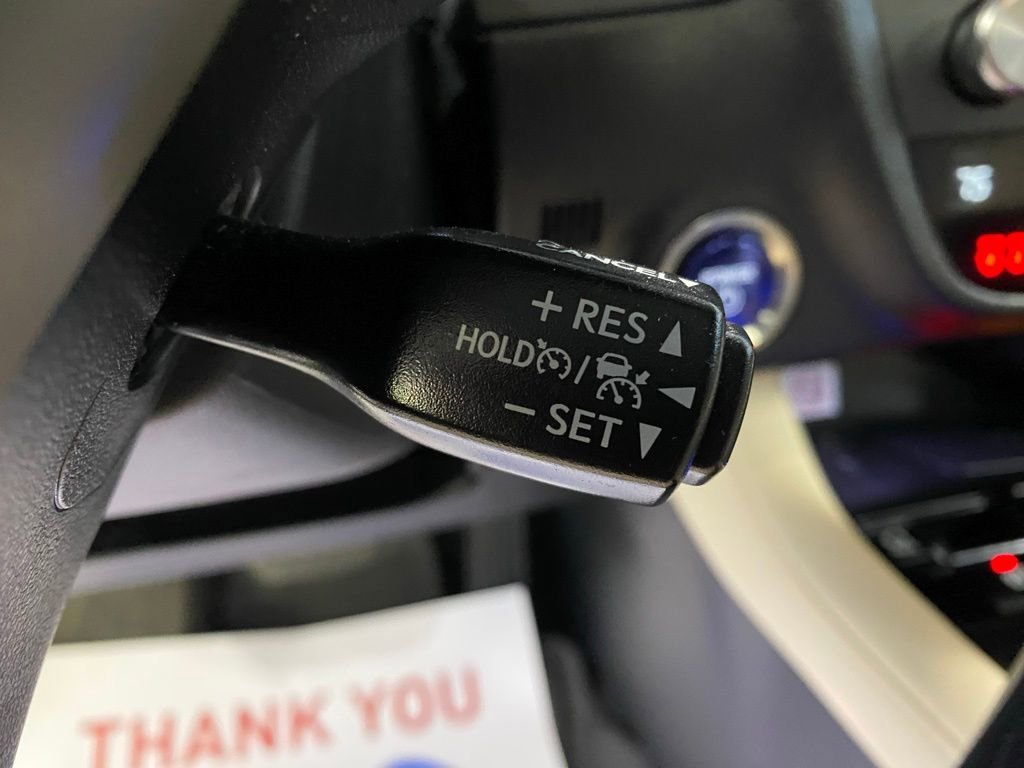 CANCEL
+ RES
HOLD /
− SET
THANK YOU